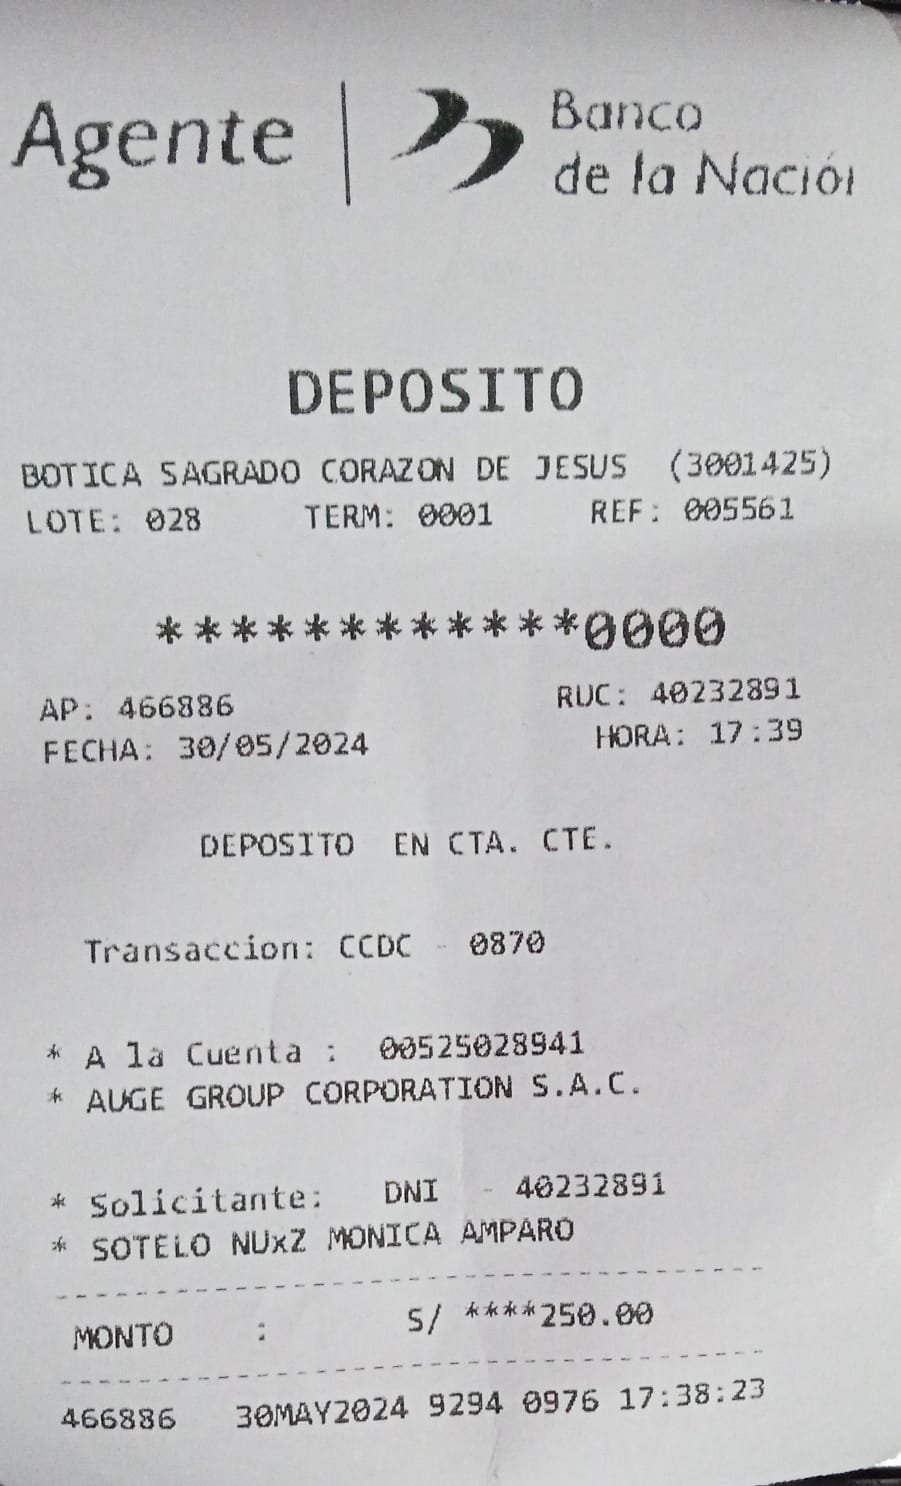 Agente | Banco
de la Nación
DEPOSITO
BOTICA SAGRADO CORAZON DE JESUS (3001425)
LOTE: 028 TERM: 0001 REF: 005561
************0000
AP: 466886 RUC: 40232891
FECHA: 30/05/2024 HORA: 17:39
DEPOSITO EN CTA. CTE.
Transaccion: CCDC - 0870
* A la Cuenta : 00525028941
* AUGE GROUP CORPORATION S.A.C.
* Solicitante: DNI - 40232891
* SOTELO NUxZ MONICA AMPARO
MONTO : S/ ****250.00
466886 30MAY2024 9294 0976 17:38:23